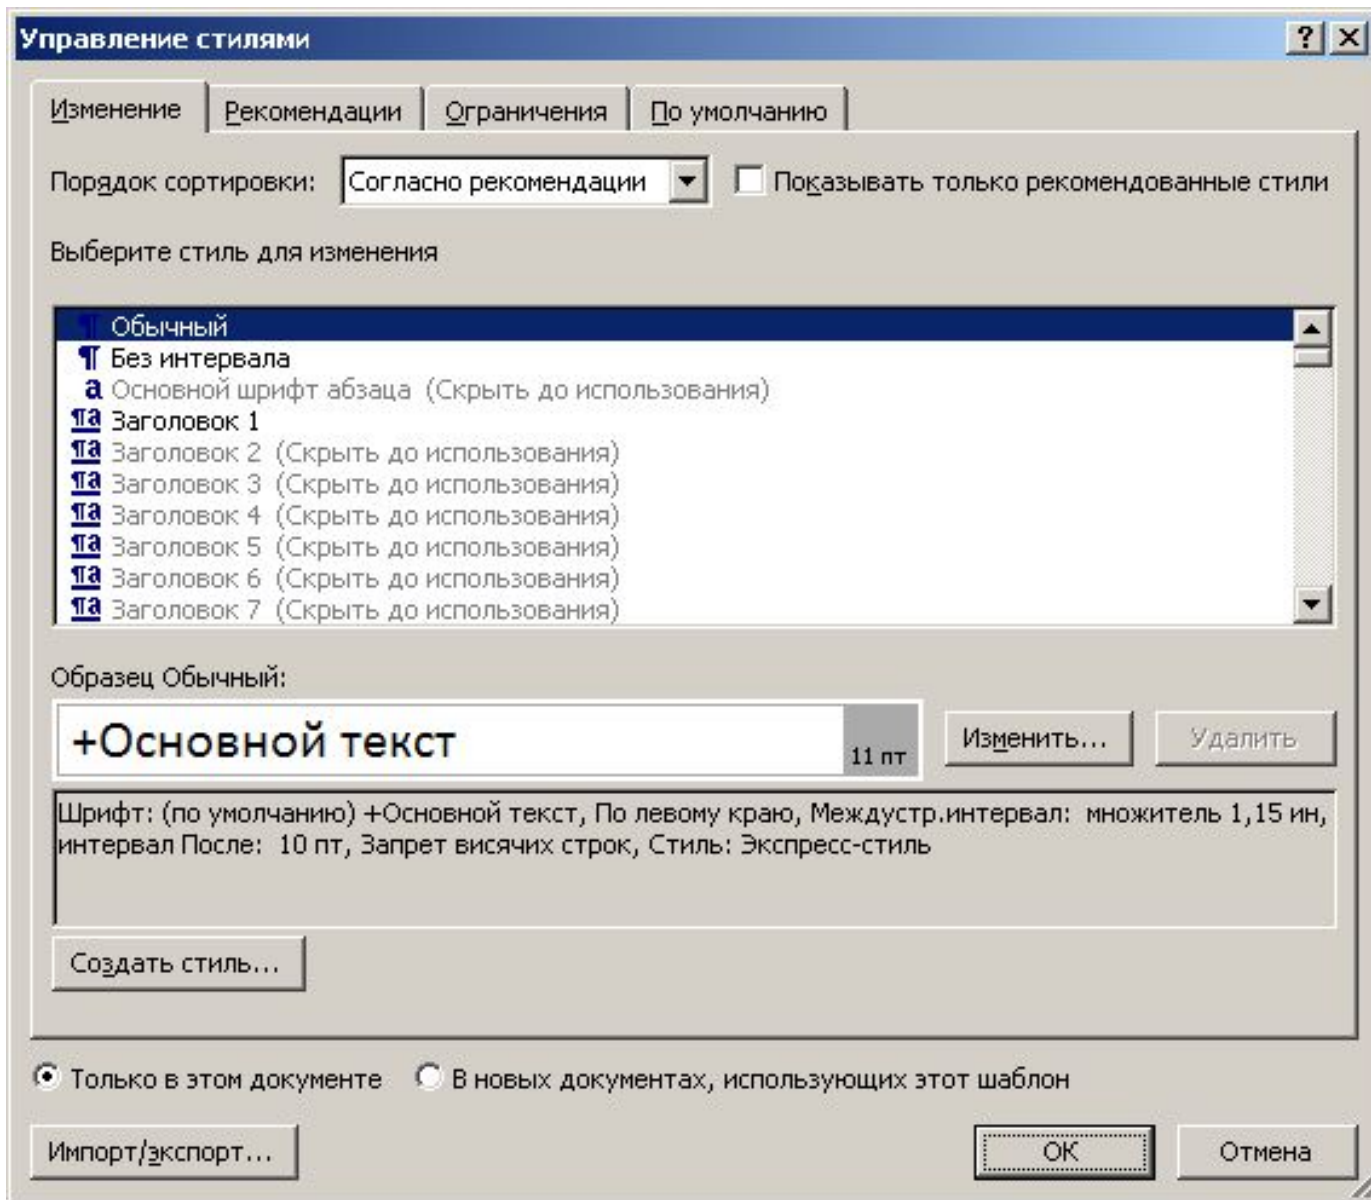 Управление стилями
Изменение Рекомендации Ограничения По умолчанию
Порядок сортировки: Согласно рекомендации Показывать только рекомендованные стили
Выберите стиль для изменения
¶ Обычный
¶ Без интервала
a Основной шрифт абзаца (Скрыть до использования)
¶a Заголовок 1
¶a Заголовок 2 (Скрыть до использования)
¶a Заголовок 3 (Скрыть до использования)
¶a Заголовок 4 (Скрыть до использования)
¶a Заголовок 5 (Скрыть до использования)
¶a Заголовок 6 (Скрыть до использования)
¶a Заголовок 7 (Скрыть до использования)
Образец Обычный:
+Основной текст 11 пт Изменить... Удалить
Шрифт: (по умолчанию) +Основной текст, По левому краю, Междустр.интервал: множитель 1,15 ин,
интервал После: 10 пт, Запрет висячих строк, Стиль: Экспресс-стиль
Создать стиль...
Только в этом документе В новых документах, использующих этот шаблон
Импорт/экспорт... ОК Отмена